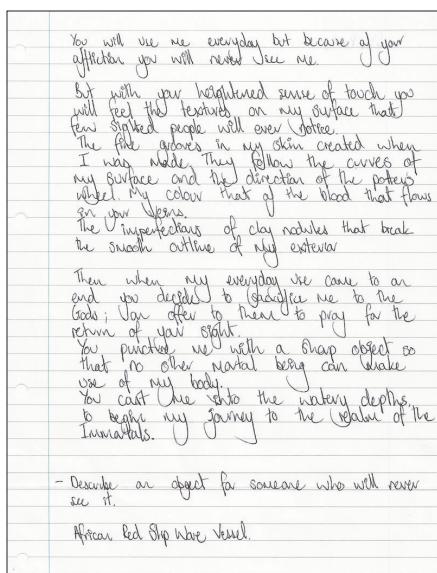 You will use me everyday but because of your
affliction you will never see me.
But with your heightened sense of touch you
will feel the textures on my surface that
few sighted people will ever notice.
The fine grooves in my skin created when
I was made. They follow the curves of
my surface and the direction of the potters
wheel. My colour that of the blood that flows
in your veins.
The imperfections of clay nodules that break
the smooth outline of my exterior
Then when my everyday use came to an
end you decided to sacrifice me to the
Gods; an offer to them to pray for the
return of your sight.
You punctured me with a sharp object so
that no other mortal being can make
use of my body.
You cast me into the watery depths,
to begin my journey to the realm of the
Immortals.
- Describe an object for someone who will never
see it.
African Red Slip Ware Vessel.